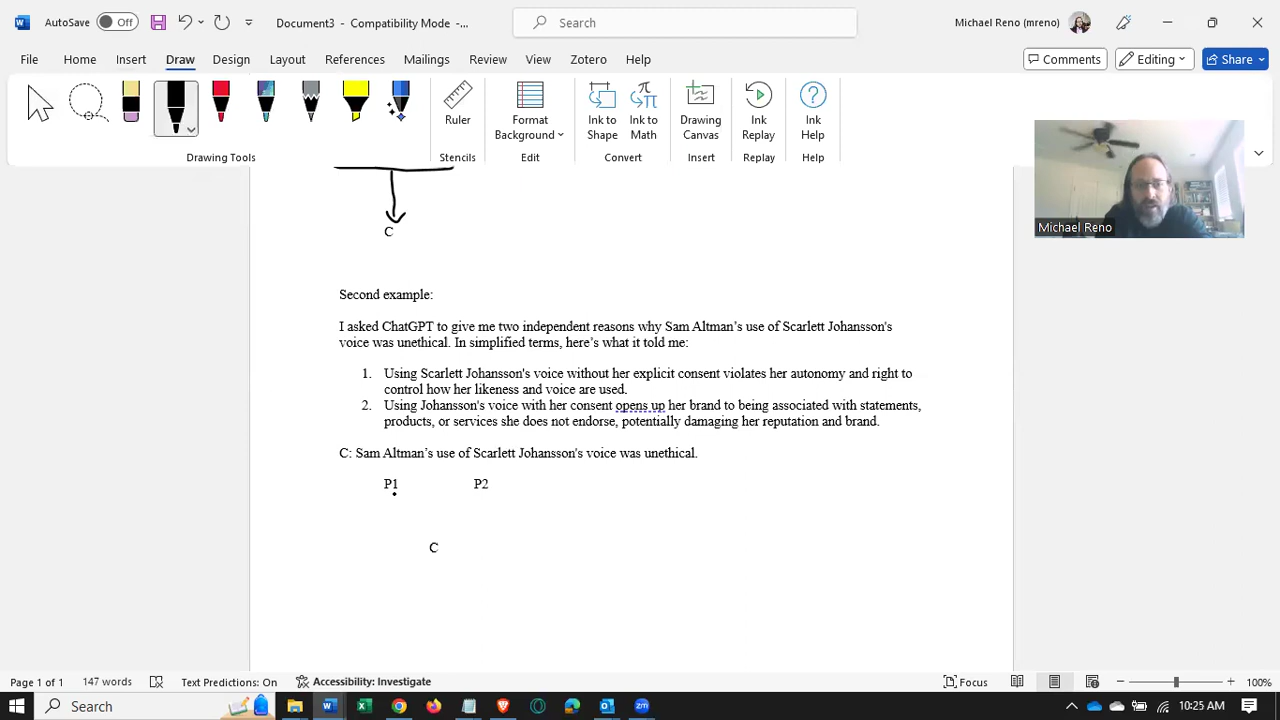 AutoSave Off Document3 - Compatibility Mode -... Search Michael Reno (mreno)
File Home Insert Draw Design Layout References Mailings Review View Zotero Help Comments Editing Share
Ruler Format Background Ink to Shape Ink to Math Drawing Canvas Ink Replay Ink Help
Drawing Tools Stencils Edit Convert Insert Replay Help
Michael Reno
C
Second example:
I asked ChatGPT to give me two independent reasons why Sam Altman’s use of Scarlett Johansson's
voice was unethical. In simplified terms, here’s what it told me:
1. Using Scarlett Johansson's voice without her explicit consent violates her autonomy and right to
control how her likeness and voice are used.
2. Using Johansson's voice with her consent opens up her brand to being associated with statements,
products, or services she does not endorse, potentially damaging her reputation and brand.
C: Sam Altman’s use of Scarlett Johansson's voice was unethical.
P1 P2
C
Page 1 of 1 147 words Text Predictions: On Accessibility: Investigate Focus 100%
Search 10:25 AM